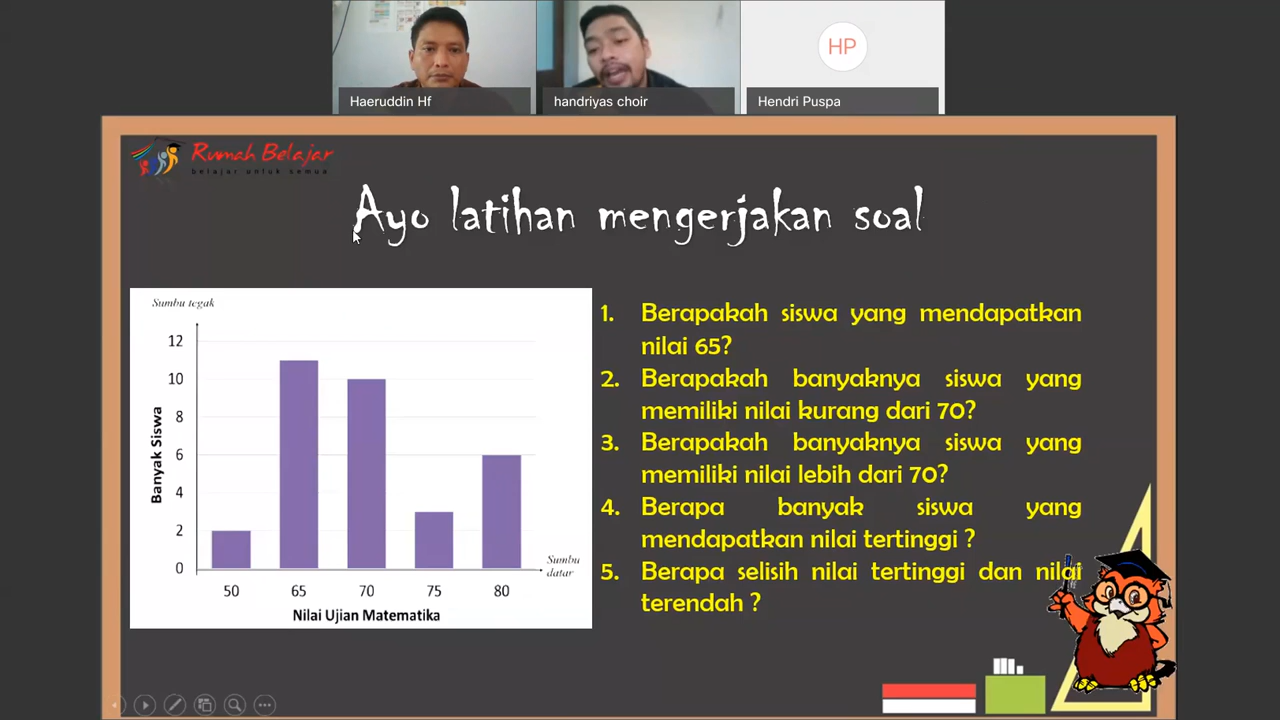 HP
Haeruddin Hf
handriyas choir
Hendri Puspa
Rumah Belajar
belajar untuk semua
Ayo latihan mengerjakan soal
Sumbu tegak
12
10
8
6
4
2
0
Banyak Siswa
50 65 70 75 80
Sumbu
datar
Nilai Ujian Matematika
1. Berapakah siswa yang mendapatkan
nilai 65?
2. Berapakah banyaknya siswa yang
memiliki nilai kurang dari 70?
3. Berapakah banyaknya siswa yang
memiliki nilai lebih dari 70?
4. Berapa banyak siswa yang
mendapatkan nilai tertinggi ?
5. Berapa selisih nilai tertinggi dan nilai
terendah ?